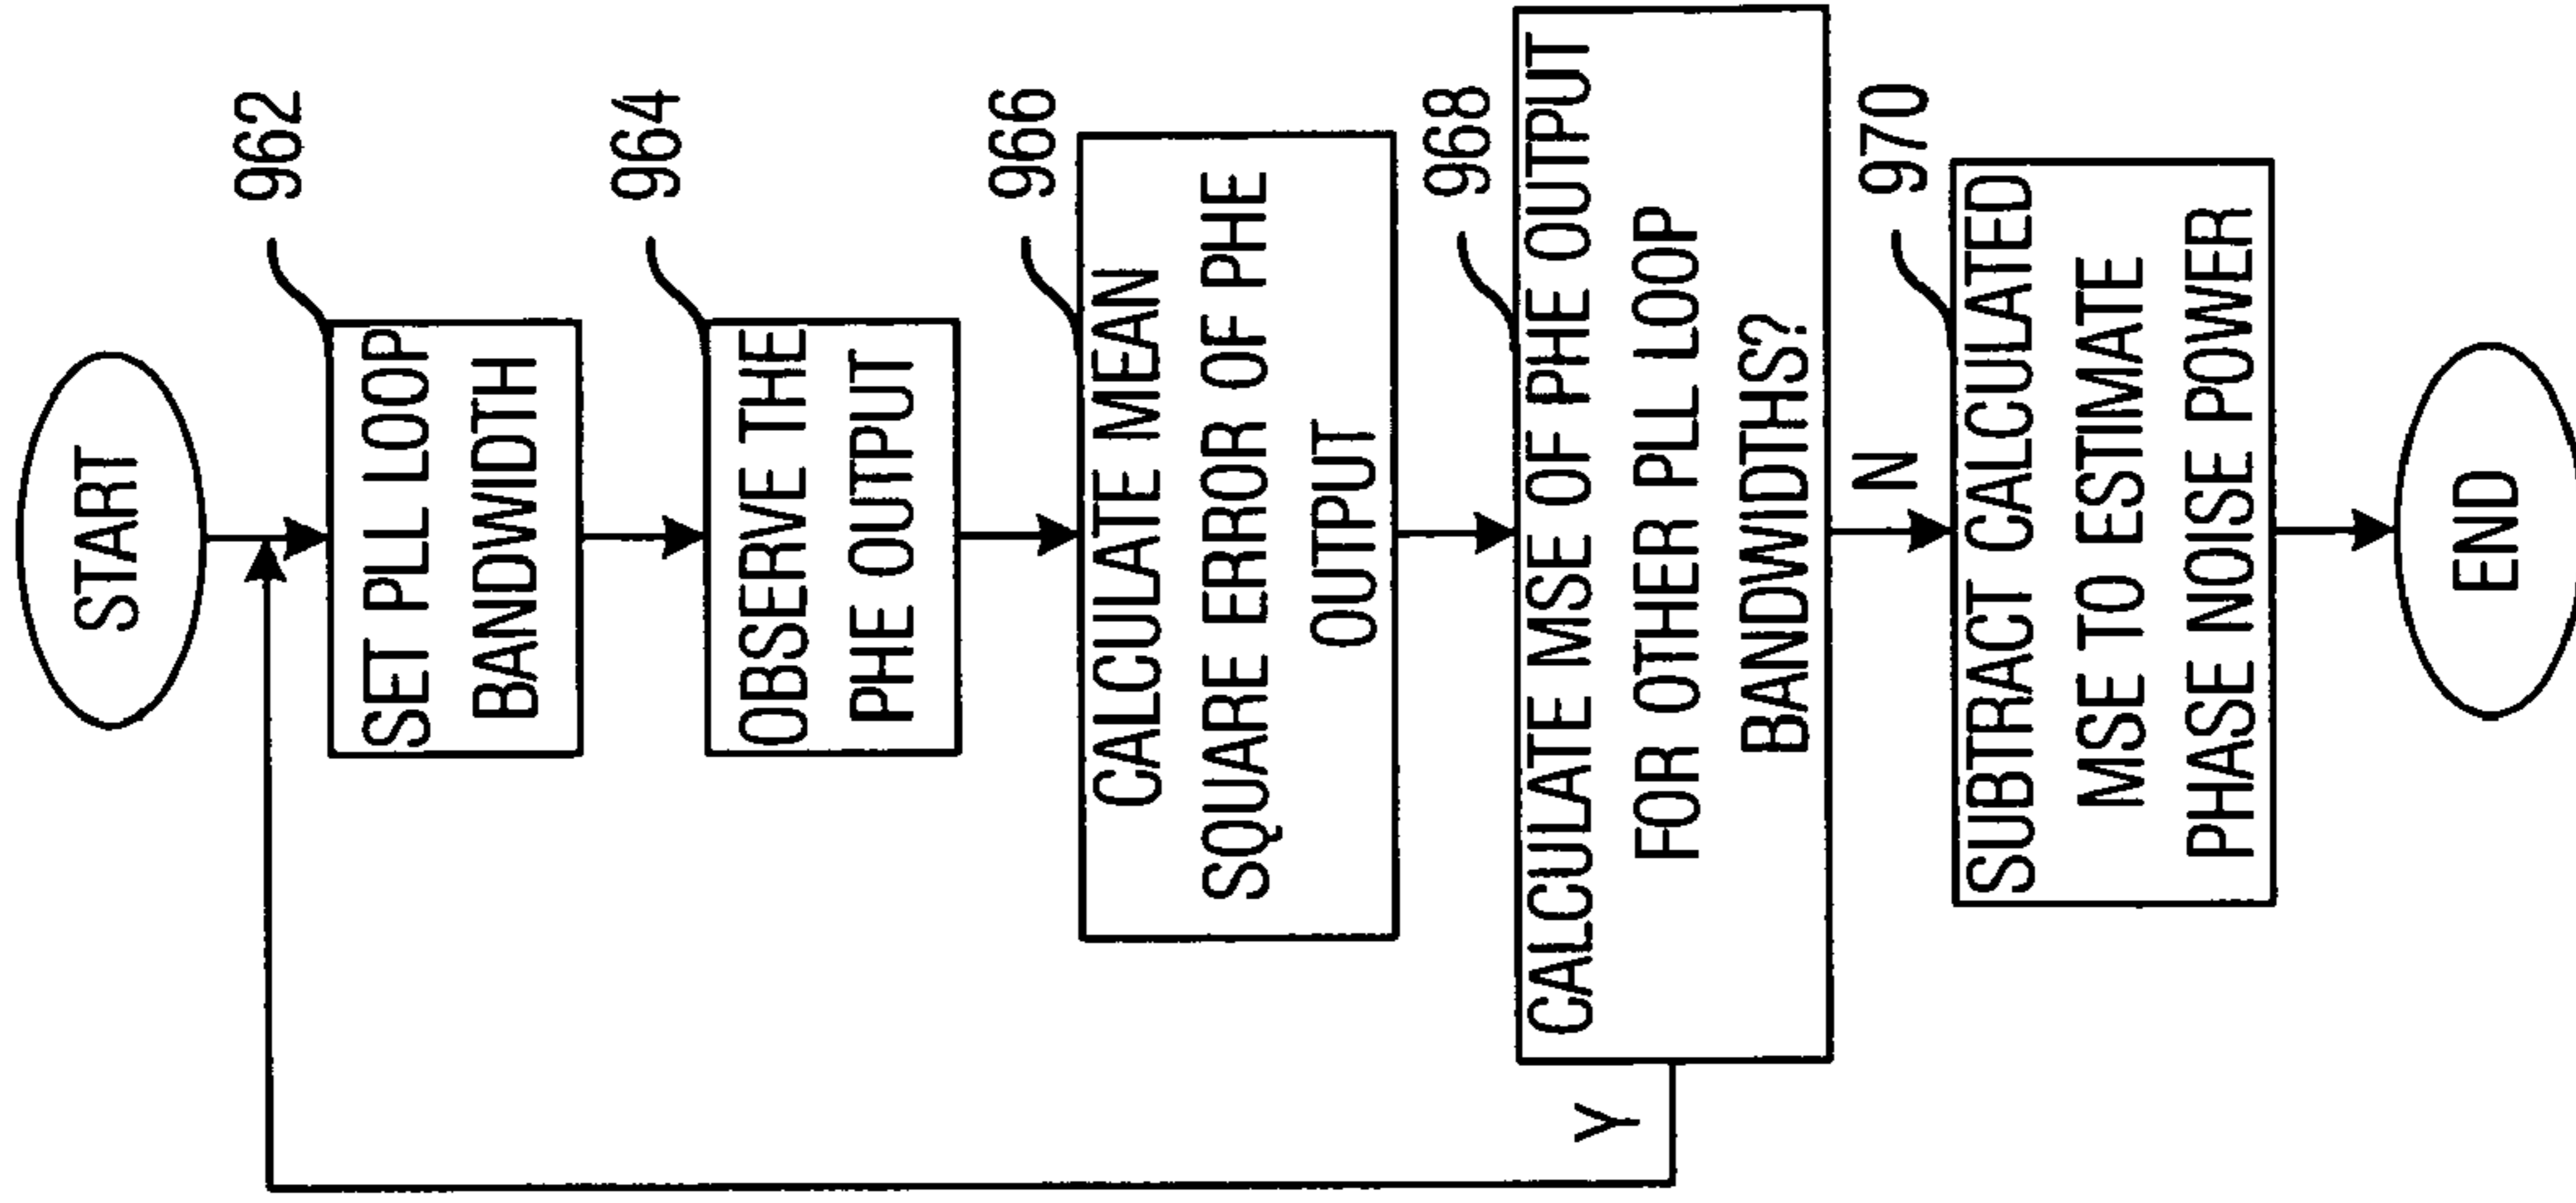 START
962
SET PLL LOOP
BANDWIDTH
964
OBSERVE THE
PHE OUTPUT
966
CALCULATE MEAN
SQUARE ERROR OF PHE
OUTPUT
968
CALCULATE MSE OF PHE OUTPUT
FOR OTHER PLL LOOP
BANDWIDTHS?
Y
N
970
SUBTRACT CALCULATED
MSE TO ESTIMATE
PHASE NOISE POWER
END